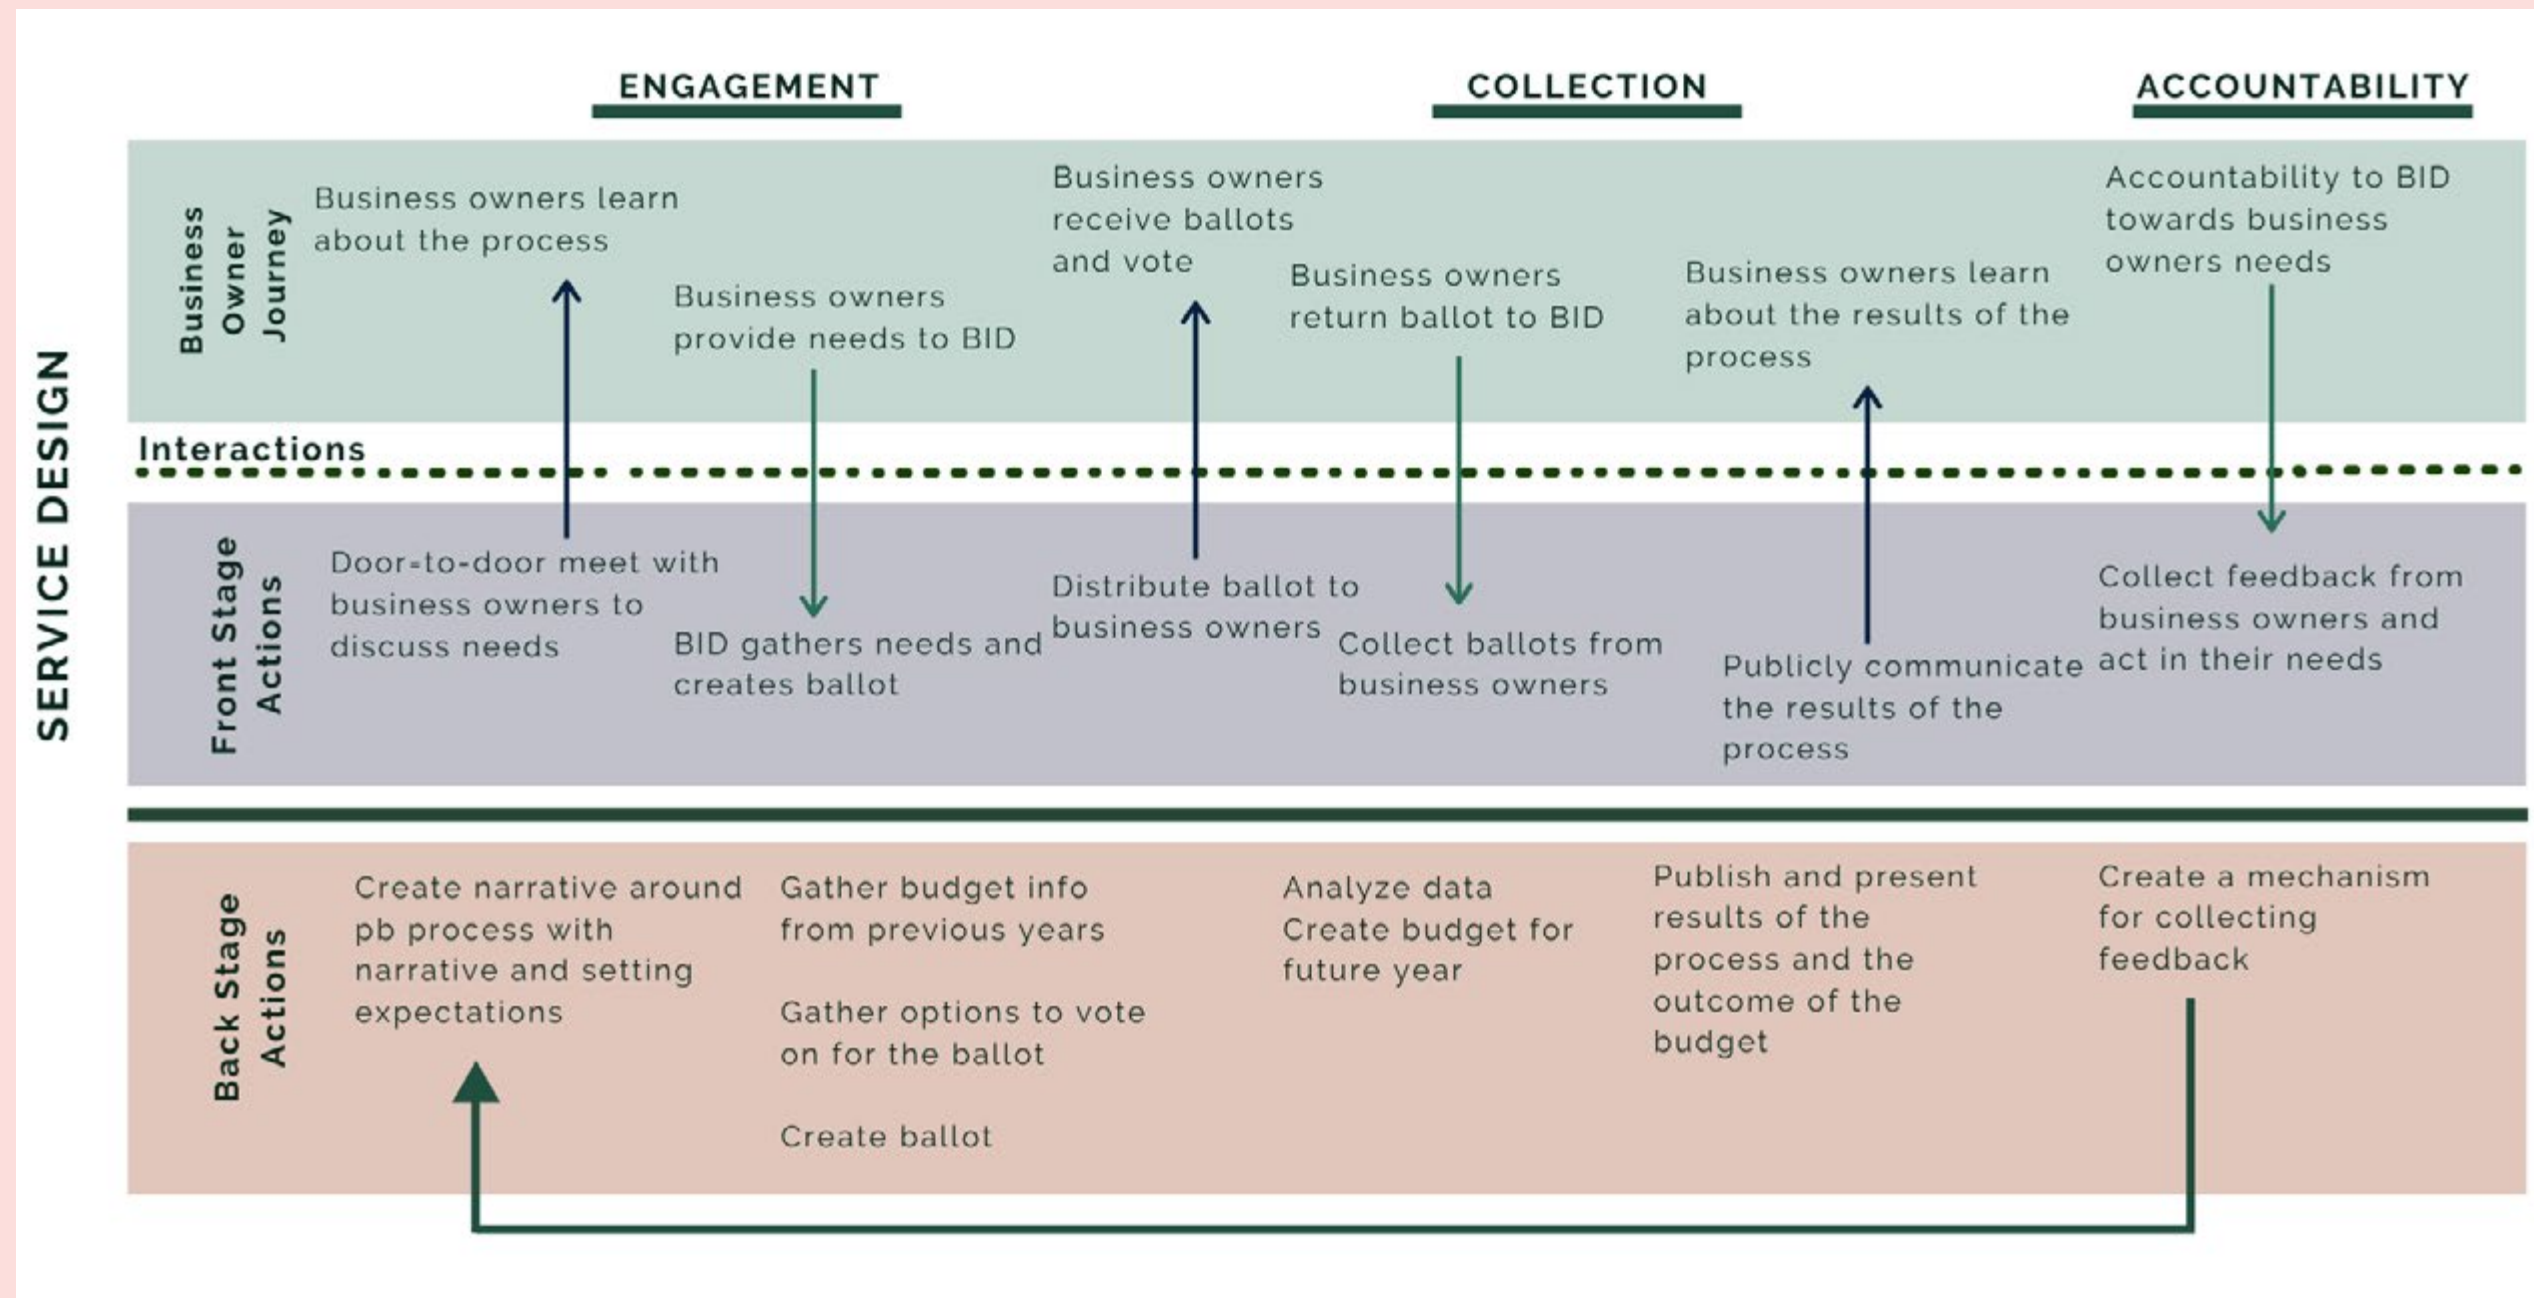 ENGAGEMENT
COLLECTION
ACCOUNTABILITY
SERVICE DESIGN
Business
Owner
Journey
Business owners learn
about the process
Business owners
provide needs to BID
Business owners
receive ballots
and vote
Business owners
return ballot to BID
Business owners learn
about the results of the
process
Accountability to BID
towards business
owners needs
Interactions
Front Stage
Actions
Door-to-door meet with
business owners to
discuss needs
BID gathers needs and
creates ballot
Distribute ballot to
business owners
Collect ballots from
business owners
Publicly communicate
the results of the
process
Collect feedback from
business owners and
act in their needs
Back Stage
Actions
Create narrative around
pb process with
narrative and setting
expectations
Gather budget info
from previous years
Gather options to vote
on for the ballot
Create ballot
Analyze data
Create budget for
future year
Publish and present
results of the
process and the
outcome of the
budget
Create a mechanism
for collecting
feedback